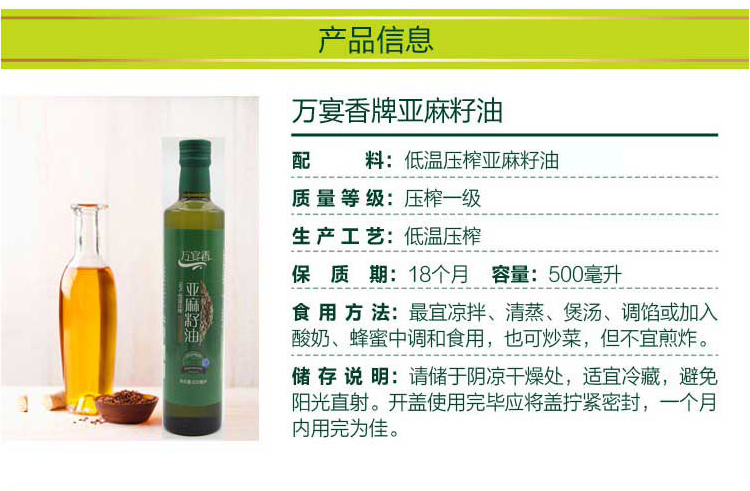 产品信息
万宴香牌亚麻籽油
配料：低温压榨亚麻籽油
质量等级：压榨一级
生产工艺：低温压榨
保质期：18个月 容量：500毫升
食用方法：最宜凉拌、清蒸、煲汤、调馅或加入
酸奶、蜂蜜中调和食用，也可炒菜，但不宜煎炸。
储存说明：请储于阴凉干燥处，适宜冷藏，避免
阳光直射。开盖使用完毕应将盖拧紧密封，一个月
内用完为佳。
万宴香
亚麻籽油